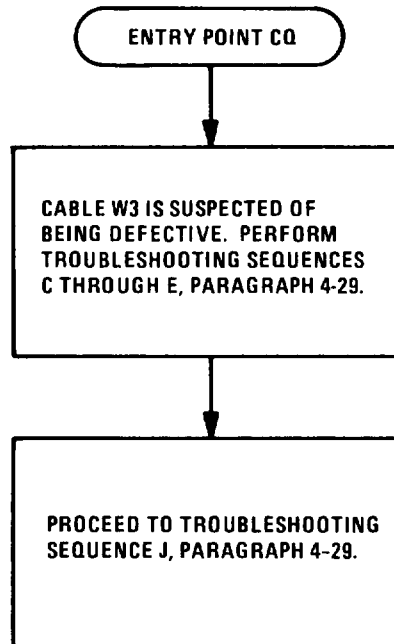 ENTRY POINT CQ
CABLE W3 IS SUSPECTED OF
BEING DEFECTIVE. PERFORM
TROUBLESHOOTING SEQUENCES
C THROUGH E, PARAGRAPH 4-29.
PROCEED TO TROUBLESHOOTING
SEQUENCE J, PARAGRAPH 4-29.